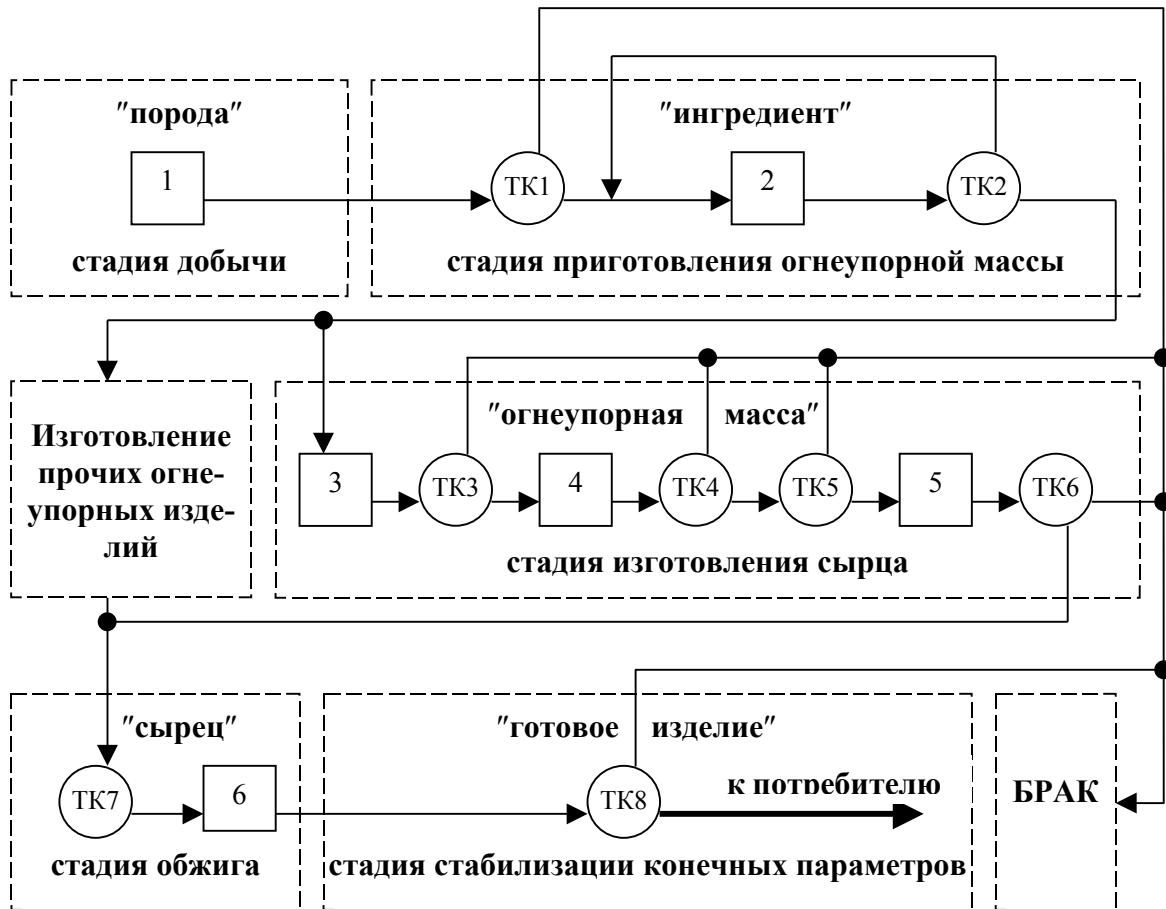 ″порода″
″ингредиент″
1
ТК1
2
ТК2
стадия добычи
стадия приготовления огнеупорной массы
Изготовление
прочих огне-
упорных изде-
лий
″огнеупорная масса″
3
ТК3
4
ТК4
ТК5
5
ТК6
стадия изготовления сырца
″сырец″
″готовое изделие″
ТК7
6
ТК8
к потребителю
БРАК
стадия обжига
стадия стабилизации конечных параметров